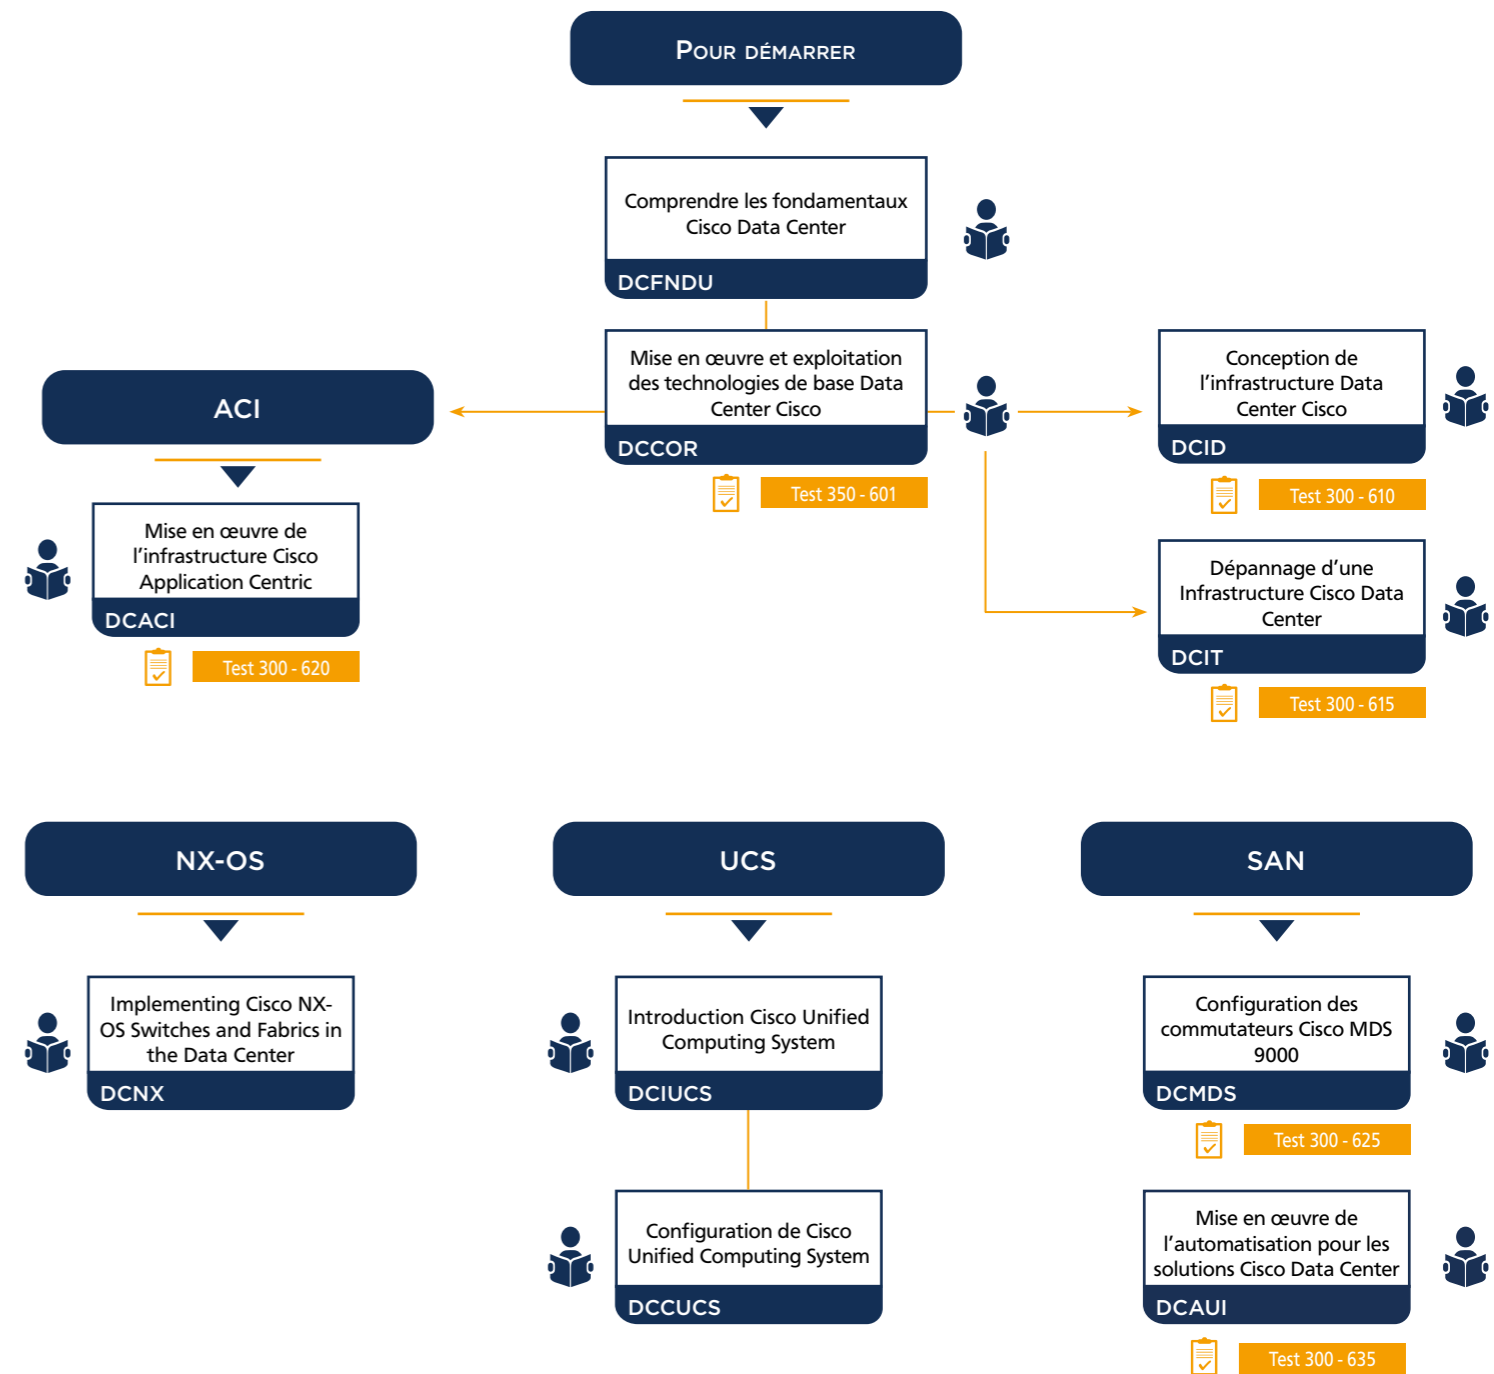 Pour démarrer
Comprendre les fondamentaux
Cisco Data Center
DCFNDU
Mise en œuvre et exploitation
des technologies de base Data
Center Cisco
DCCOR
Test 350 - 601
Conception de
l’infrastructure Data
Center Cisco
DCID
Test 300 - 610
Dépannage d’une
Infrastructure Cisco Data
Center
DCIT
Test 300 - 615
ACI
Mise en œuvre de
l’infrastructure Cisco
Application Centric
DCACI
Test 300 - 620
NX-OS
Implementing Cisco NX-
OS Switches and Fabrics in
the Data Center
DCNX
UCS
Introduction Cisco Unified
Computing System
DCIUCS
Configuration de Cisco
Unified Computing System
DCCUCS
SAN
Configuration des
commutateurs Cisco MDS
9000
DCMDS
Test 300 - 625
Mise en œuvre de
l’automatisation pour les
solutions Cisco Data Center
DCAUI
Test 300 - 635